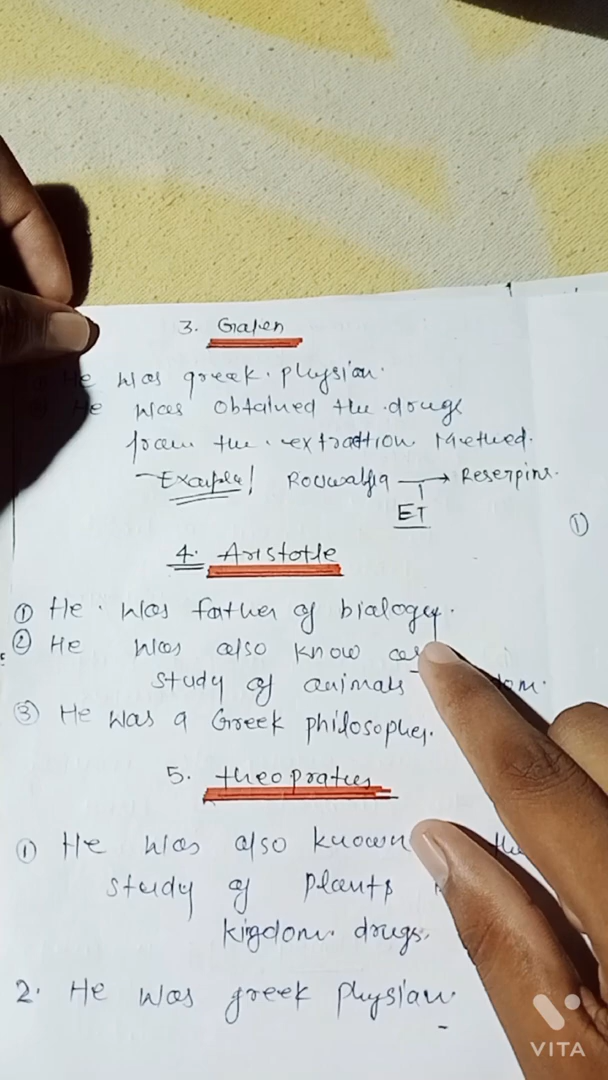 3. Galen
He was greek. physian.
He was obtained the drugs
from the extraction Method.
Example! Rouwalfia → Reserpins.
ET
①
4. Aristotle
① He was father of biology.
② He was also know as
study of animals
③ He was a Greek philosopher.
5. theopratus
① He was also known
study of plants
kigdom drugs.
2. He was greek physian.
VITA